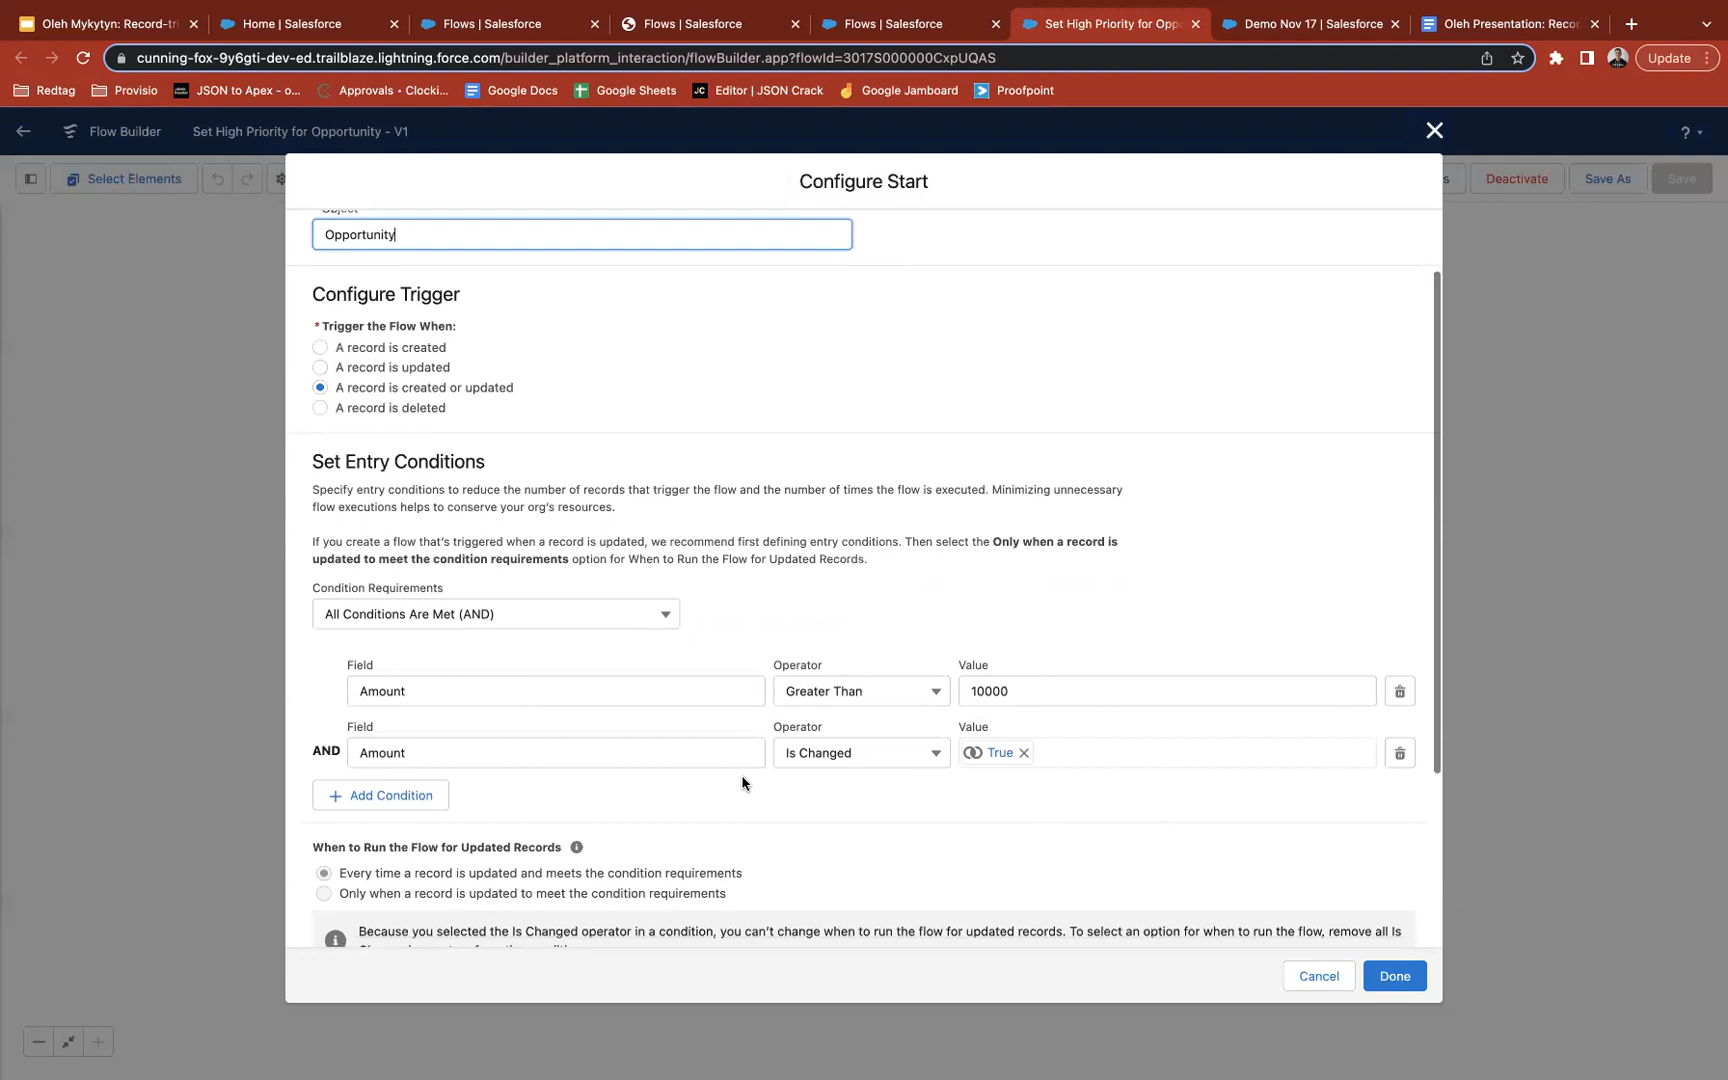 Oleh Mykytyn: Record-tri
Home | Salesforce
Flows | Salesforce
Flows | Salesforce
Flows | Salesforce
Set High Priority for Oppo
Demo Nov 17 | Salesforce
Oleh Presentation: Reco
cunning-fox-9y6gti-dev-ed.trailblaze.lightning.force.com/builder_platform_interaction/flowBuilder.app?flowId=3017S000000CxpUQAS
Update
Redtag
Provisio
JSON to Apex - o...
Approvals • Clocki...
Google Docs
Google Sheets
JC
Editor | JSON Crack
Google Jamboard
Proofpoint
Flow Builder
Set High Priority for Opportunity - V1
?
Select Elements
s
Deactivate
Save As
Save
Configure Start
Object
Opportunity
Configure Trigger
* Trigger the Flow When:
A record is created
A record is updated
A record is created or updated
A record is deleted
Set Entry Conditions
Specify entry conditions to reduce the number of records that trigger the flow and the number of times the flow is executed. Minimizing unnecessary
flow executions helps to conserve your org's resources.
If you create a flow that's triggered when a record is updated, we recommend first defining entry conditions. Then select the Only when a record is
updated to meet the condition requirements option for When to Run the Flow for Updated Records.
Condition Requirements
All Conditions Are Met (AND)
Field Operator Value
Amount Greater Than 10000
Field Operator Value
AND Amount Is Changed True
+ Add Condition
When to Run the Flow for Updated Records
Every time a record is updated and meets the condition requirements
Only when a record is updated to meet the condition requirements
Because you selected the Is Changed operator in a condition, you can't change when to run the flow for updated records. To select an option for when to run the flow, remove all Is
Cancel
Done